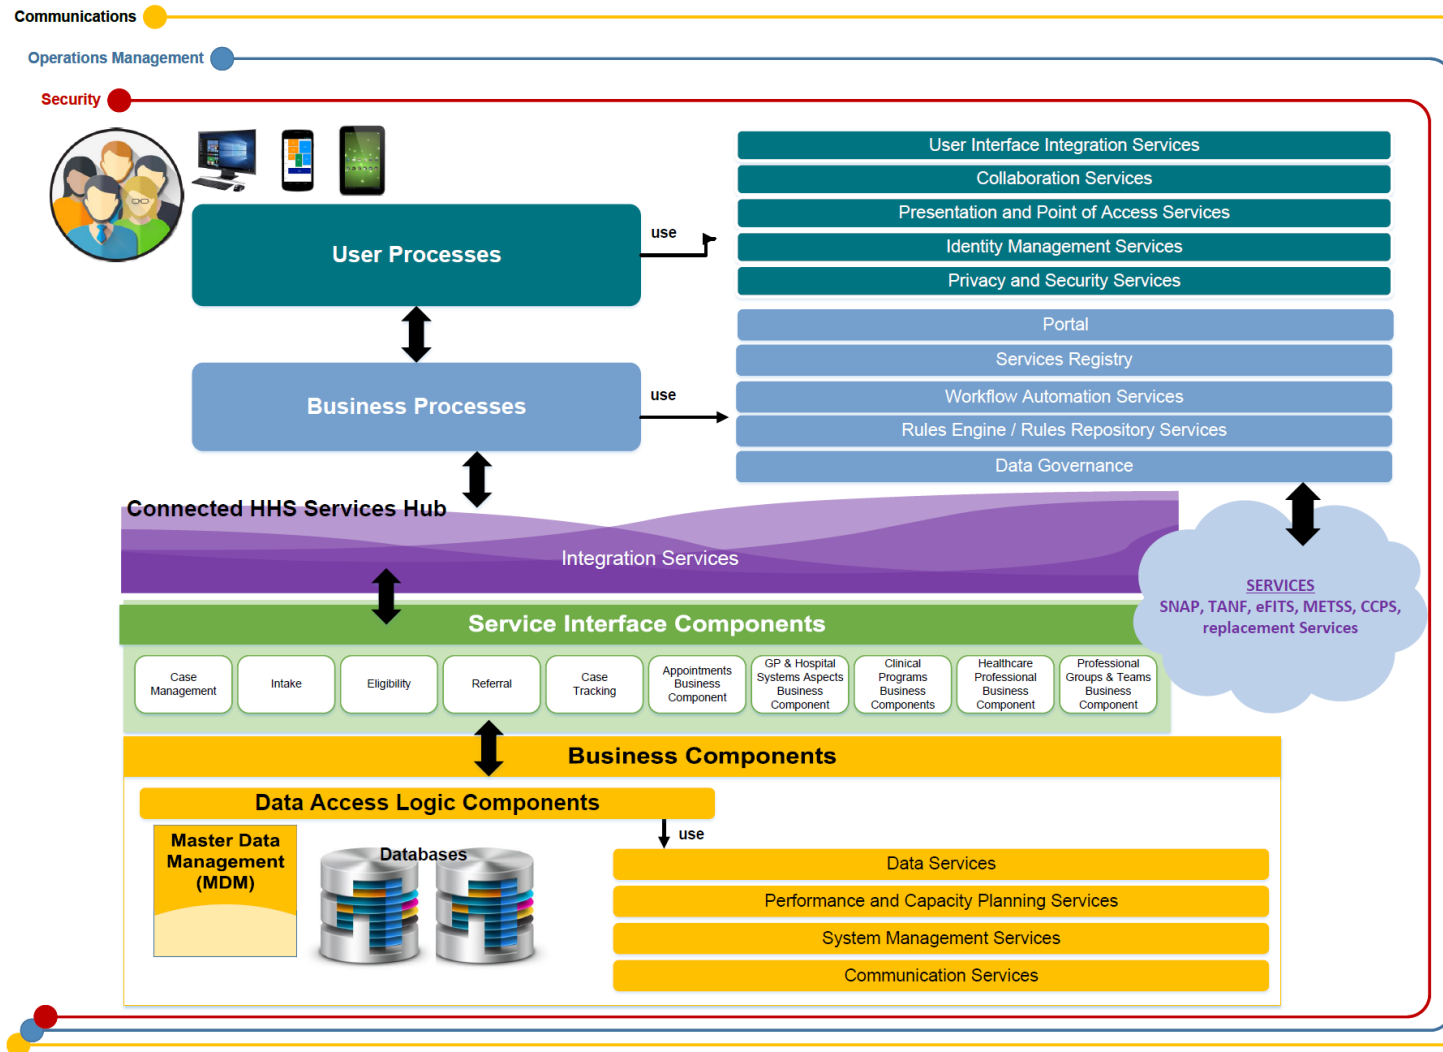 Communications
Operations Management
Security
User Processes
use
User Interface Integration Services
Collaboration Services
Presentation and Point of Access Services
Identity Management Services
Privacy and Security Services
Business Processes
use
Portal
Services Registry
Workflow Automation Services
Rules Engine / Rules Repository Services
Data Governance
Connected HHS Services Hub
Integration Services
SERVICES
SNAP, TANF, eFITS, METSS, CCPS,
replacement Services
Service Interface Components
Case
Management
Intake
Eligibility
Referral
Case
Tracking
Appointments
Business
Component
GP & Hospital
Systems Aspects
Business
Component
Clinical
Programs
Business
Components
Healthcare
Professional
Business
Component
Professional
Groups & Teams
Business
Component
Business Components
Data Access Logic Components
use
Master Data
Management
(MDM)
Databases
Data Services
Performance and Capacity Planning Services
System Management Services
Communication Services